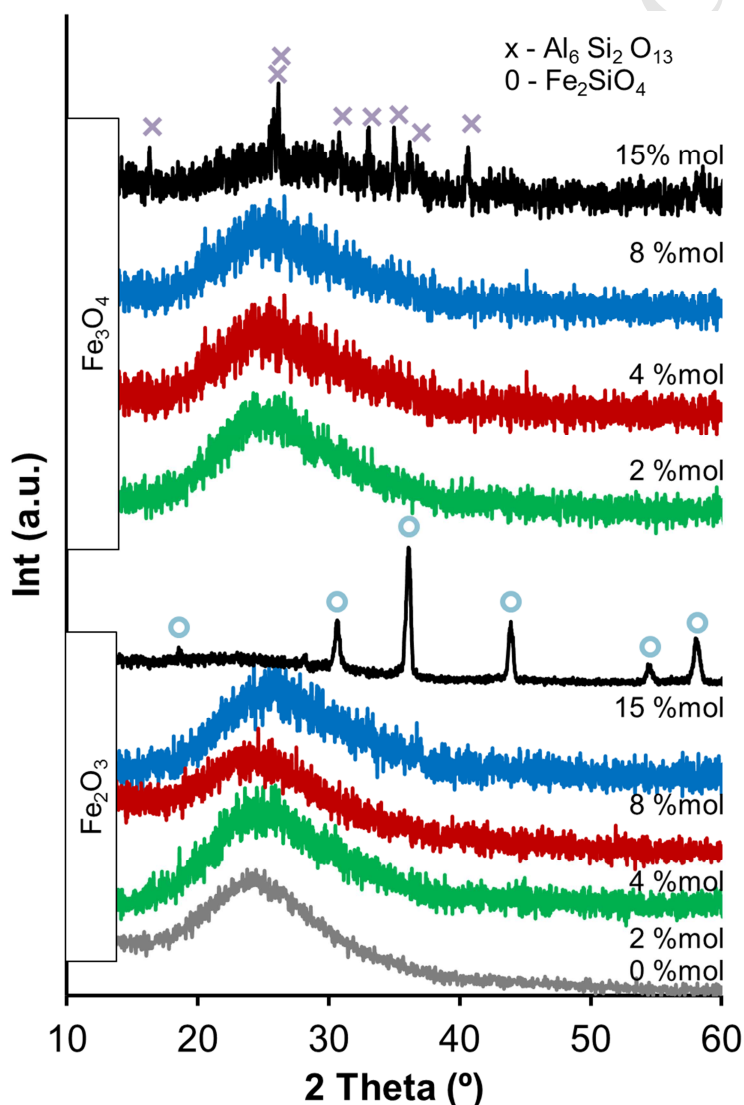 x - Al₆ Si₂ O₁₃
0 - Fe₂SiO₄
15% mol
8 %mol
Fe₃O₄
4 %mol
2 %mol
Int (a.u.)
15 %mol
Fe₂O₃
8 %mol
4 %mol
2 %mol
0 %mol
10 20 30 40 50 60
2 Theta (º)